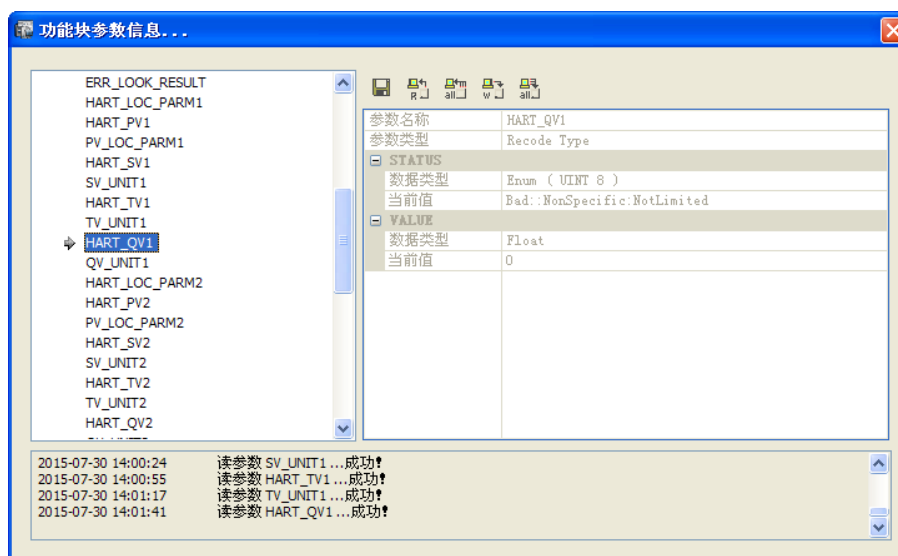 功能块参数信息...
ERR_LOOK_RESULT
HART_LOC_PARM1
HART_PV1
PV_LOC_PARM1
HART_SV1
SV_UNIT1
HART_TV1
TV_UNIT1
HART_QV1
QV_UNIT1
HART_LOC_PARM2
HART_PV2
PV_LOC_PARM2
HART_SV2
SV_UNIT2
HART_TV2
TV_UNIT2
HART_QV2
R all w all
参数名称 HART_QV1
参数类型 Recode Type
STATUS
数据类型 Enum ( UINT 8 )
当前值 Bad::NonSpecific:NotLimited
VALUE
数据类型 Float
当前值 0
2015-07-30 14:00:24 读参数 SV_UNIT1 ...成功!
2015-07-30 14:00:55 读参数 HART_TV1 ...成功!
2015-07-30 14:01:17 读参数 TV_UNIT1 ...成功!
2015-07-30 14:01:41 读参数 HART_QV1 ...成功!